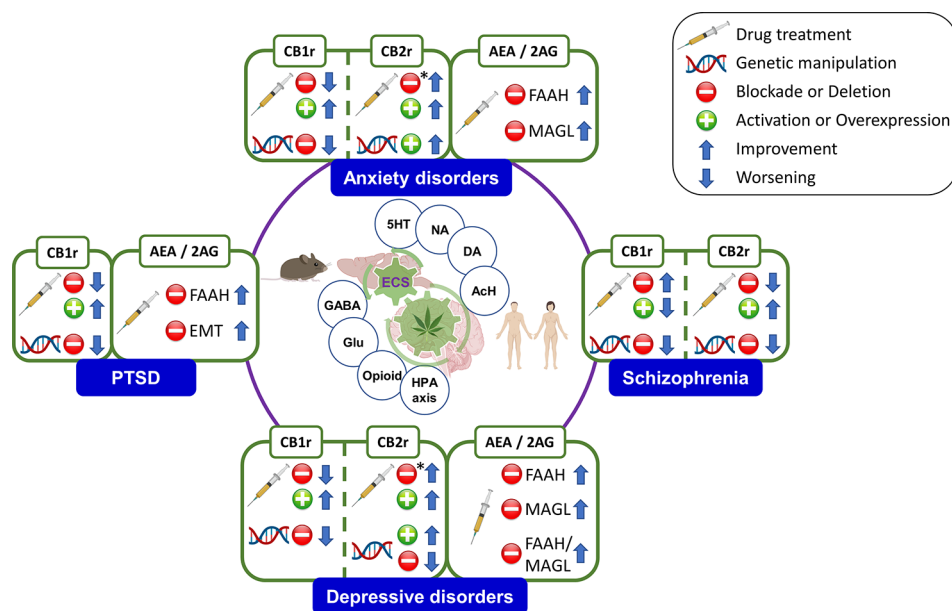 Drug treatment
Genetic manipulation
Blockade or Deletion
Activation or Overexpression
Improvement
Worsening
CB1r
CB2r
AEA / 2AG
*
FAAH
MAGL
Anxiety disorders
CB1r
AEA / 2AG
FAAH
EMT
PTSD
5HT
NA
DA
AcH
ECS
GABA
Glu
Opioid
HPA
axis
CB1r
CB2r
Schizophrenia
CB1r
CB2r
AEA / 2AG
*
FAAH
MAGL
FAAH/
MAGL
Depressive disorders